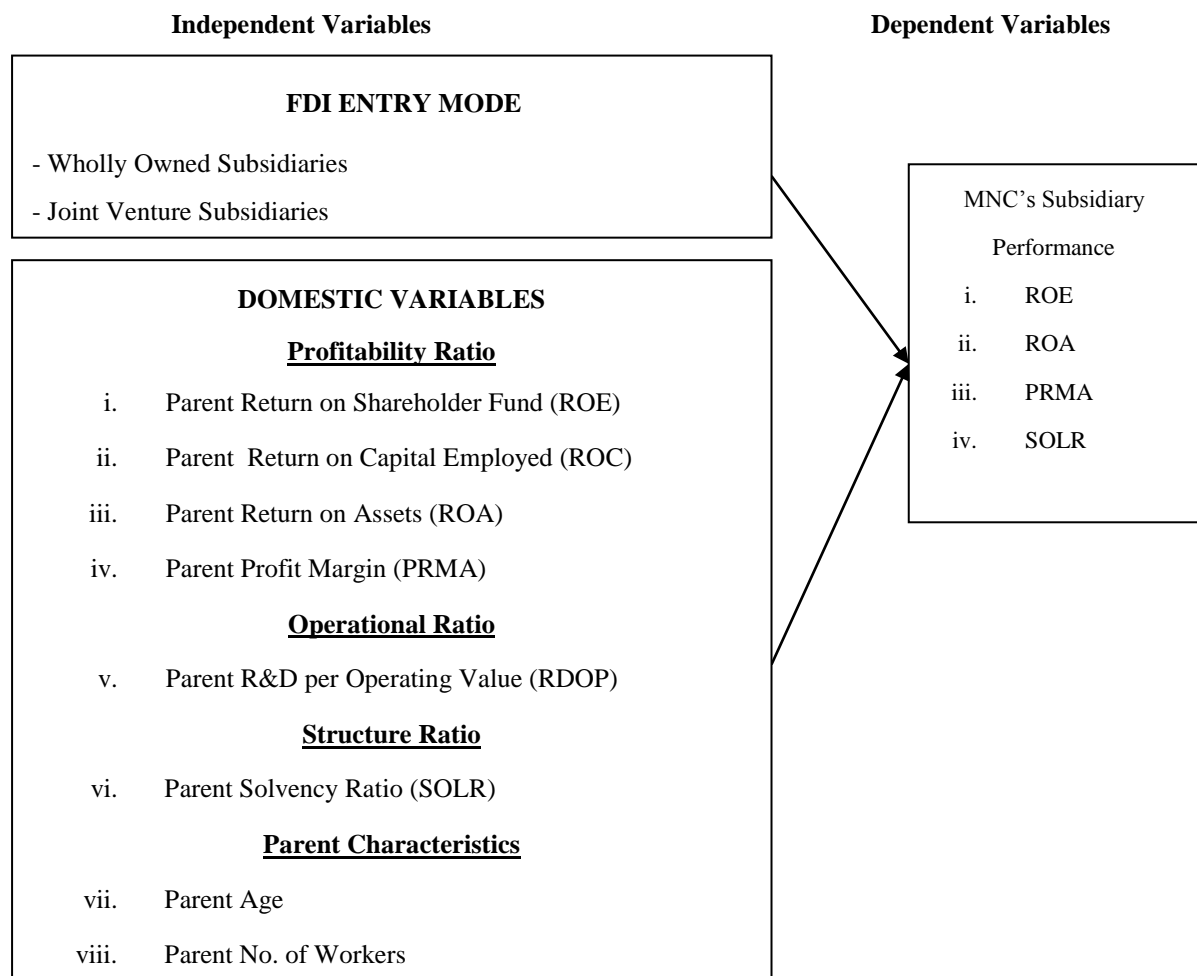 Independent Variables
Dependent Variables
FDI ENTRY MODE
- Wholly Owned Subsidiaries
- Joint Venture Subsidiaries
DOMESTIC VARIABLES
Profitability Ratio
i. Parent Return on Shareholder Fund (ROE)
ii. Parent Return on Capital Employed (ROC)
iii. Parent Return on Assets (ROA)
iv. Parent Profit Margin (PRMA)
Operational Ratio
v. Parent R&D per Operating Value (RDOP)
Structure Ratio
vi. Parent Solvency Ratio (SOLR)
Parent Characteristics
vii. Parent Age
viii. Parent No. of Workers
MNC’s Subsidiary
Performance
i. ROE
ii. ROA
iii. PRMA
iv. SOLR